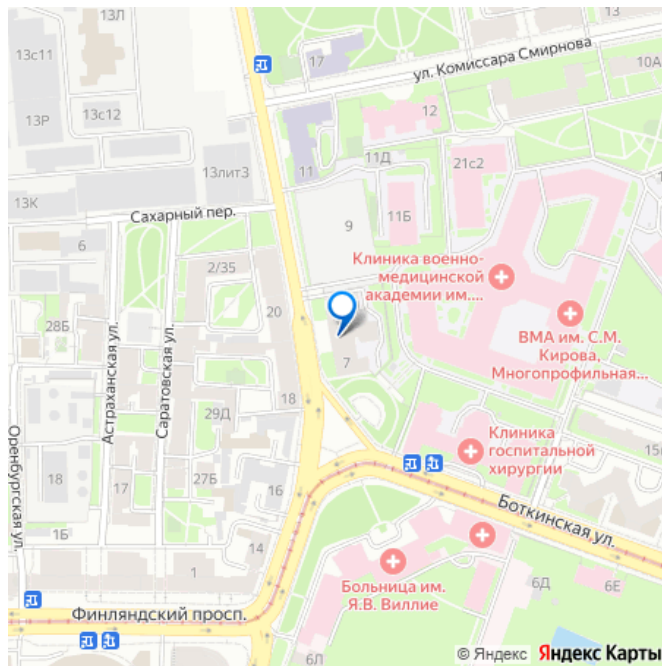 13Л
13с11
17
ул. Комиссара Смирнова
10А
13с12
12
13Р
11Д
21с2
13лит3
11
13К
Сахарный пер.
11Б
9
6
Клиника военно-
медицинской
академии им....
2/35
28Б
20
ВМА им. С.М.
Кирова,
Многопрофильная...
Астраханская ул.
Саратовская ул.
7
Оренбургская ул.
18
29Д
Клиника
госпитальной
хирургии
18
27Б
17
16
Боткинская ул.
1Б
14
1
Больница им.
Я.В. Виллие
6Д
6Е
Финляндский просп.
6Л
© Яндекс Яндекс Карты